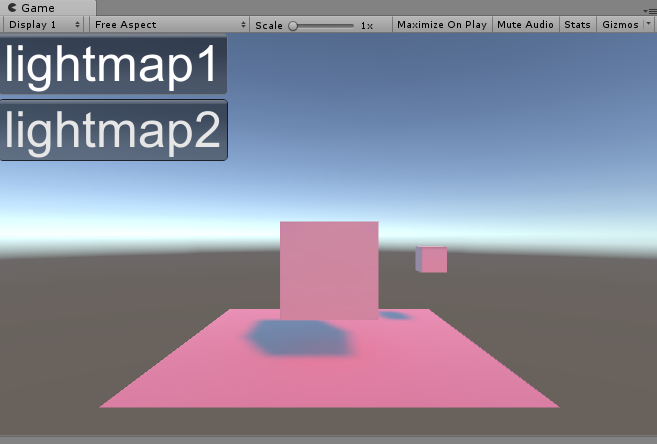 Game
Display 1 Free Aspect Scale 1x Maximize On Play Mute Audio Stats Gizmos
lightmap1
lightmap2